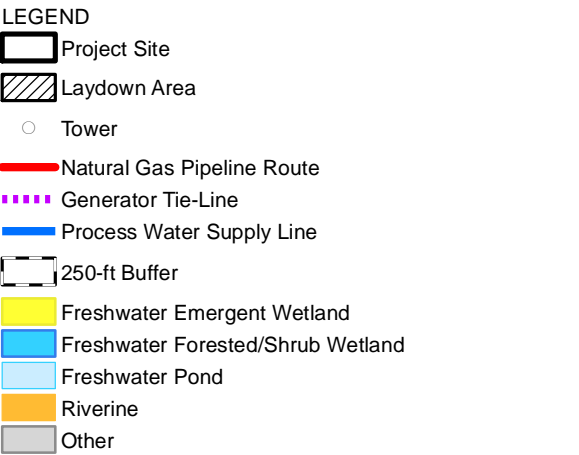 LEGEND
Project Site
Laydown Area
Tower
Natural Gas Pipeline Route
Generator Tie-Line
Process Water Supply Line
250-ft Buffer
Freshwater Emergent Wetland
Freshwater Forested/Shrub Wetland
Freshwater Pond
Riverine
Other